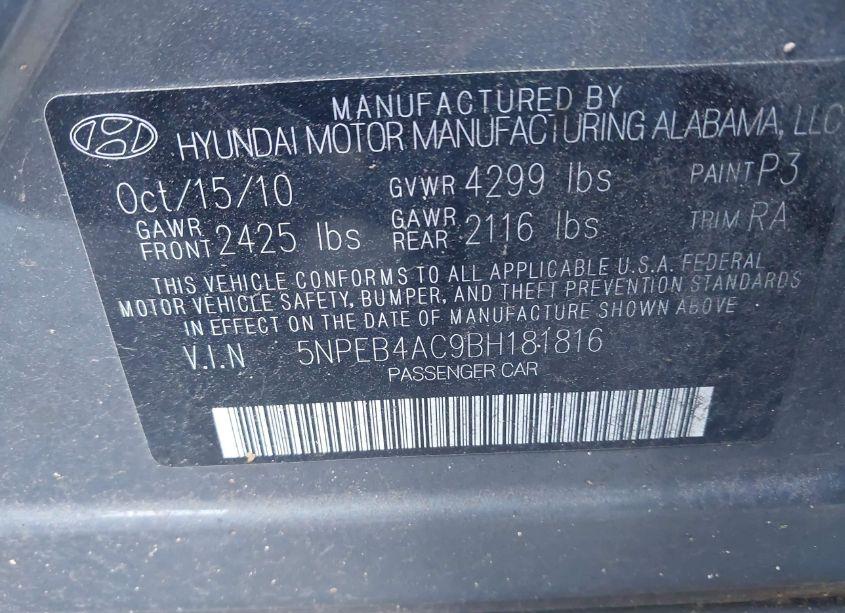 MANUFACTURED BY
HYUNDAI MOTOR MANUFACTURING ALABAMA, LLC
Oct/15/10 GVWR 4299 lbs PAINT P3
GAWR FRONT 2425 lbs GAWR REAR 2116 lbs TRIM RA
THIS VEHICLE CONFORMS TO ALL APPLICABLE U.S.A. FEDERAL
MOTOR VEHICLE SAFETY, BUMPER, AND THEFT PREVENTION STANDARDS
IN EFFECT ON THE DATE OF MANUFACTURE SHOWN ABOVE
V.I.N 5NPEB4AC9BH181816
PASSENGER CAR